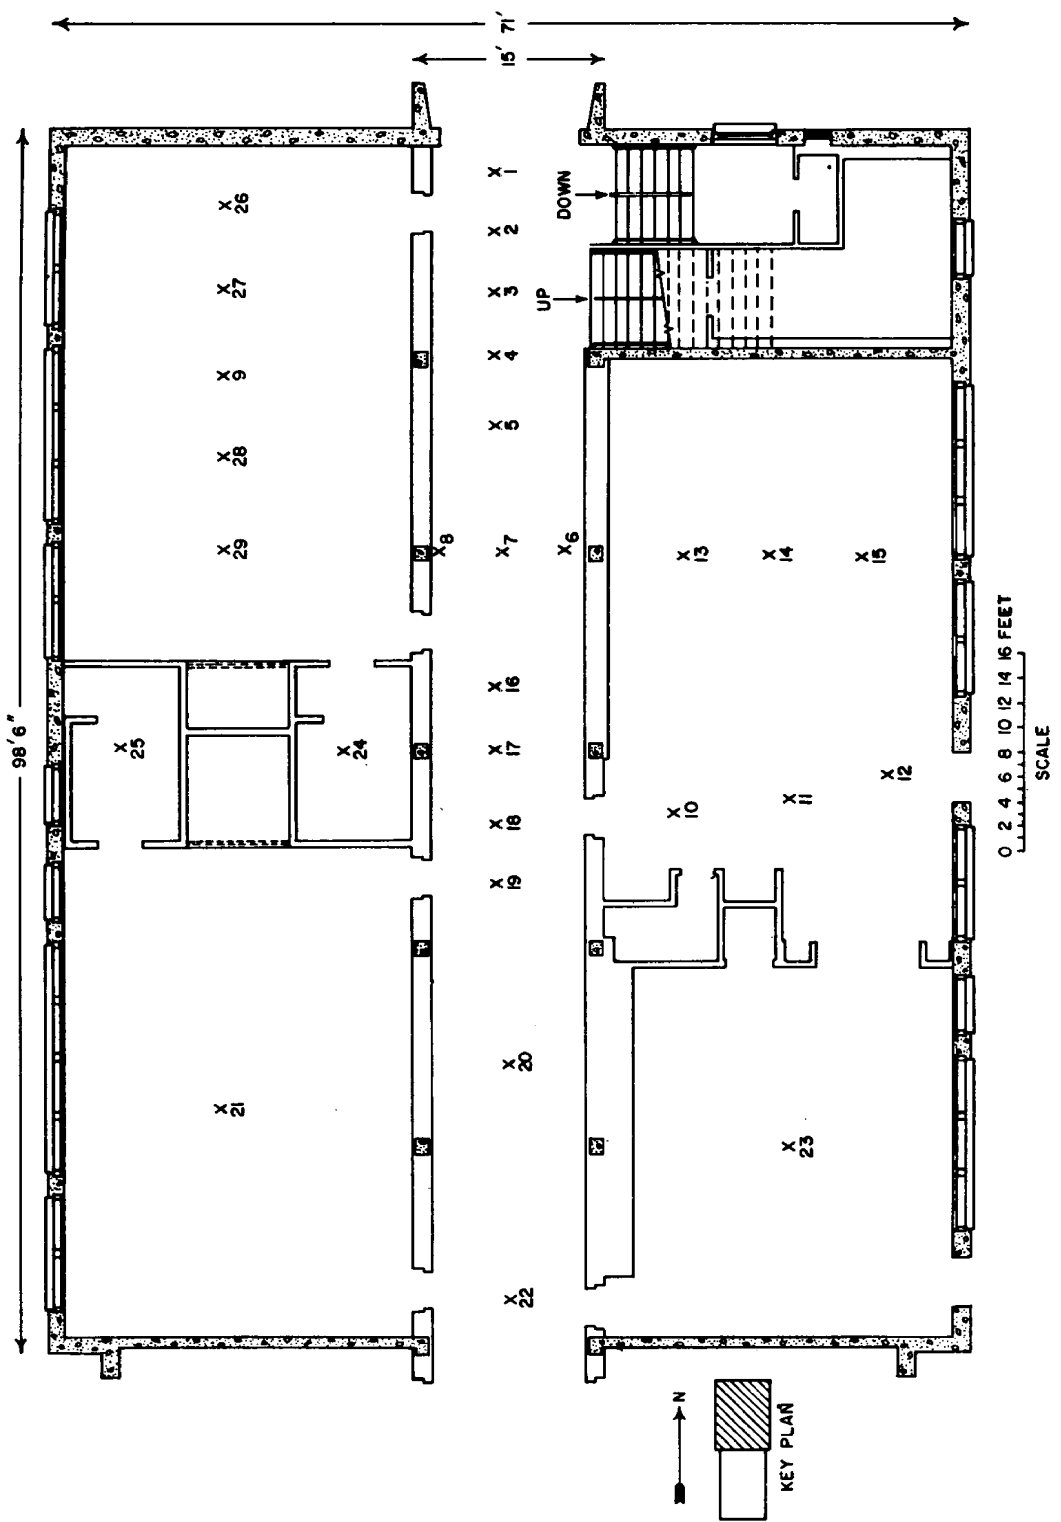 98'6"
71'
15'
X 26
X 27
X 9
X 28
X 29
X 25
X 24
X 21
X 1
X 2
X 3
X 4
X 5
X 8
X 7
X 6
X 16
X 17
X 18
X 19
X 20
X 22
DOWN
UP
X 13
X 14
X 15
X 10
X 11
X 12
X 23
0 2 4 6 8 10 12 14 16 FEET
SCALE
N
KEY PLAN